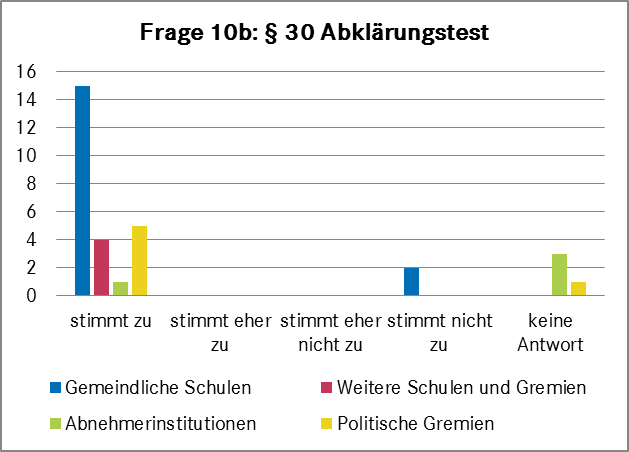 Frage 10b: § 30 Abklärungstest
16
14
12
10
8
6
4
2
0
stimmt zu
stimmt eher
zu
stimmt eher
nicht zu
stimmt nicht
zu
keine
Antwort
Gemeindliche Schulen
Weitere Schulen und Gremien
Abnehmerinstitutionen
Politische Gremien